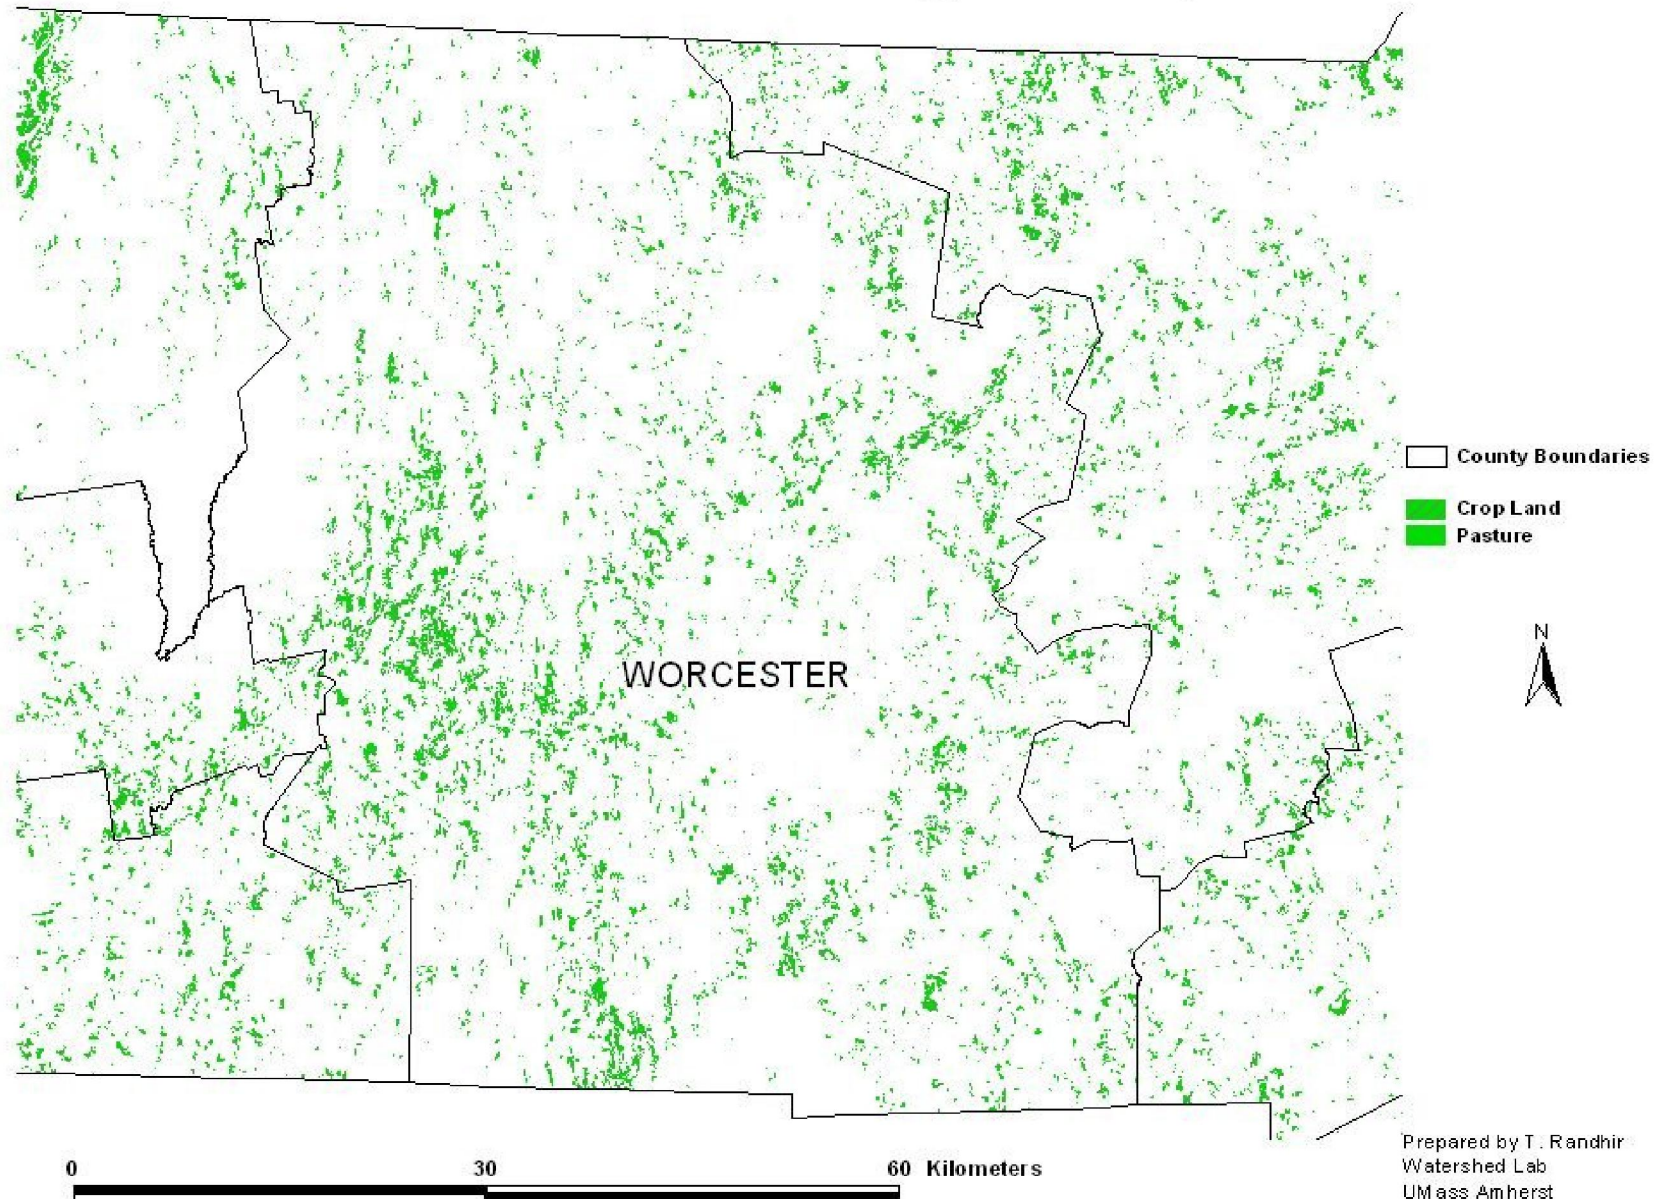 County Boundaries
Crop Land
Pasture
N
WORCESTER
0 30 60 Kilometers
Prepared by T. Randhir
Watershed Lab
UMass Amherst